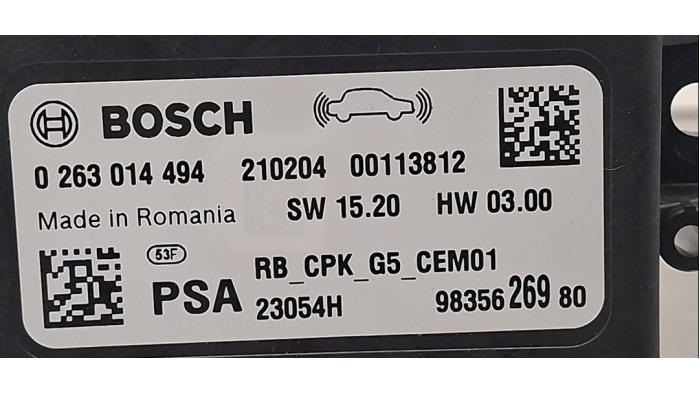 BOSCH
0 263 014 494 210204 00113812
Made in Romania SW 15.20 HW 03.00
53F RB_CPK_G5_CEM01
PSA 23054H 98356 269 80